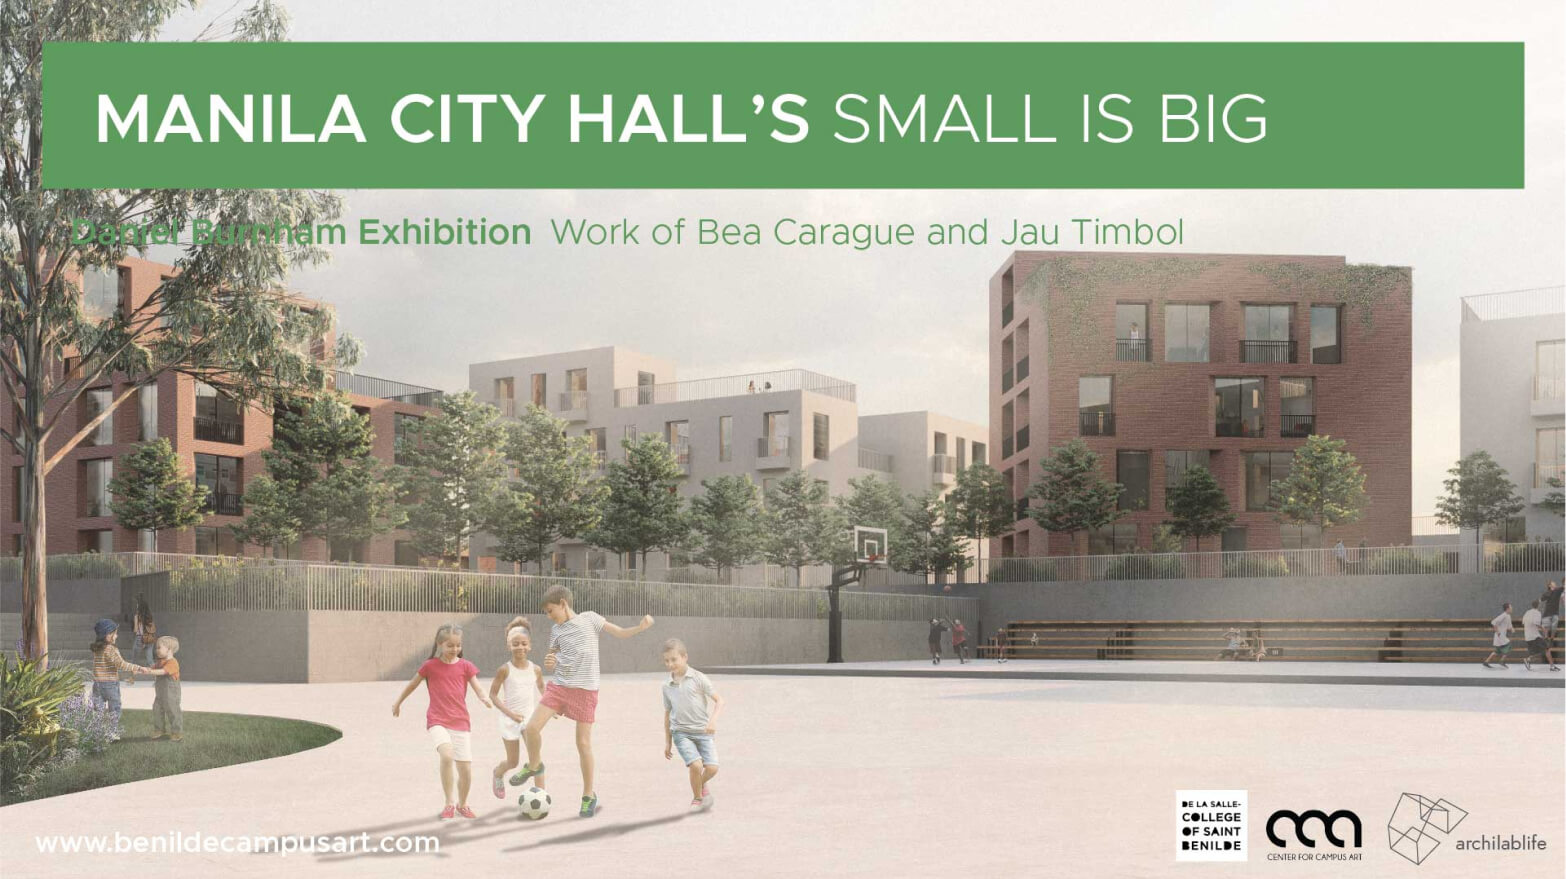 MANILA CITY HALL'S SMALL IS BIG
Daniel Burnham Exhibition Work of Bea Carague and Jau Timbol
www.benildecampusart.com
DE LA SALLE-
COLLEGE
OF SAINT
BENILDE
cca
CENTER FOR CAMPUS ART
archilablife